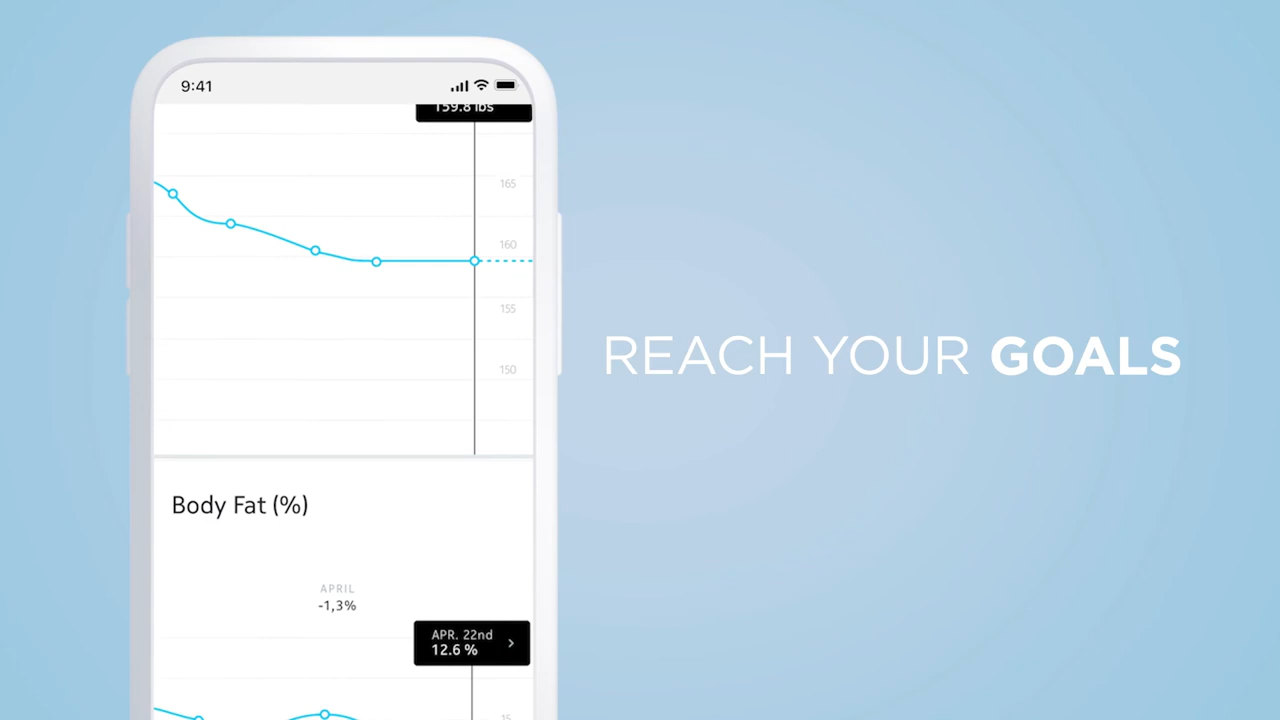 9:41
159.8 lbs
165
160
155
150
REACH YOUR GOALS
Body Fat (%)
APRIL
-1,3%
APR. 22nd
12.6 %
15